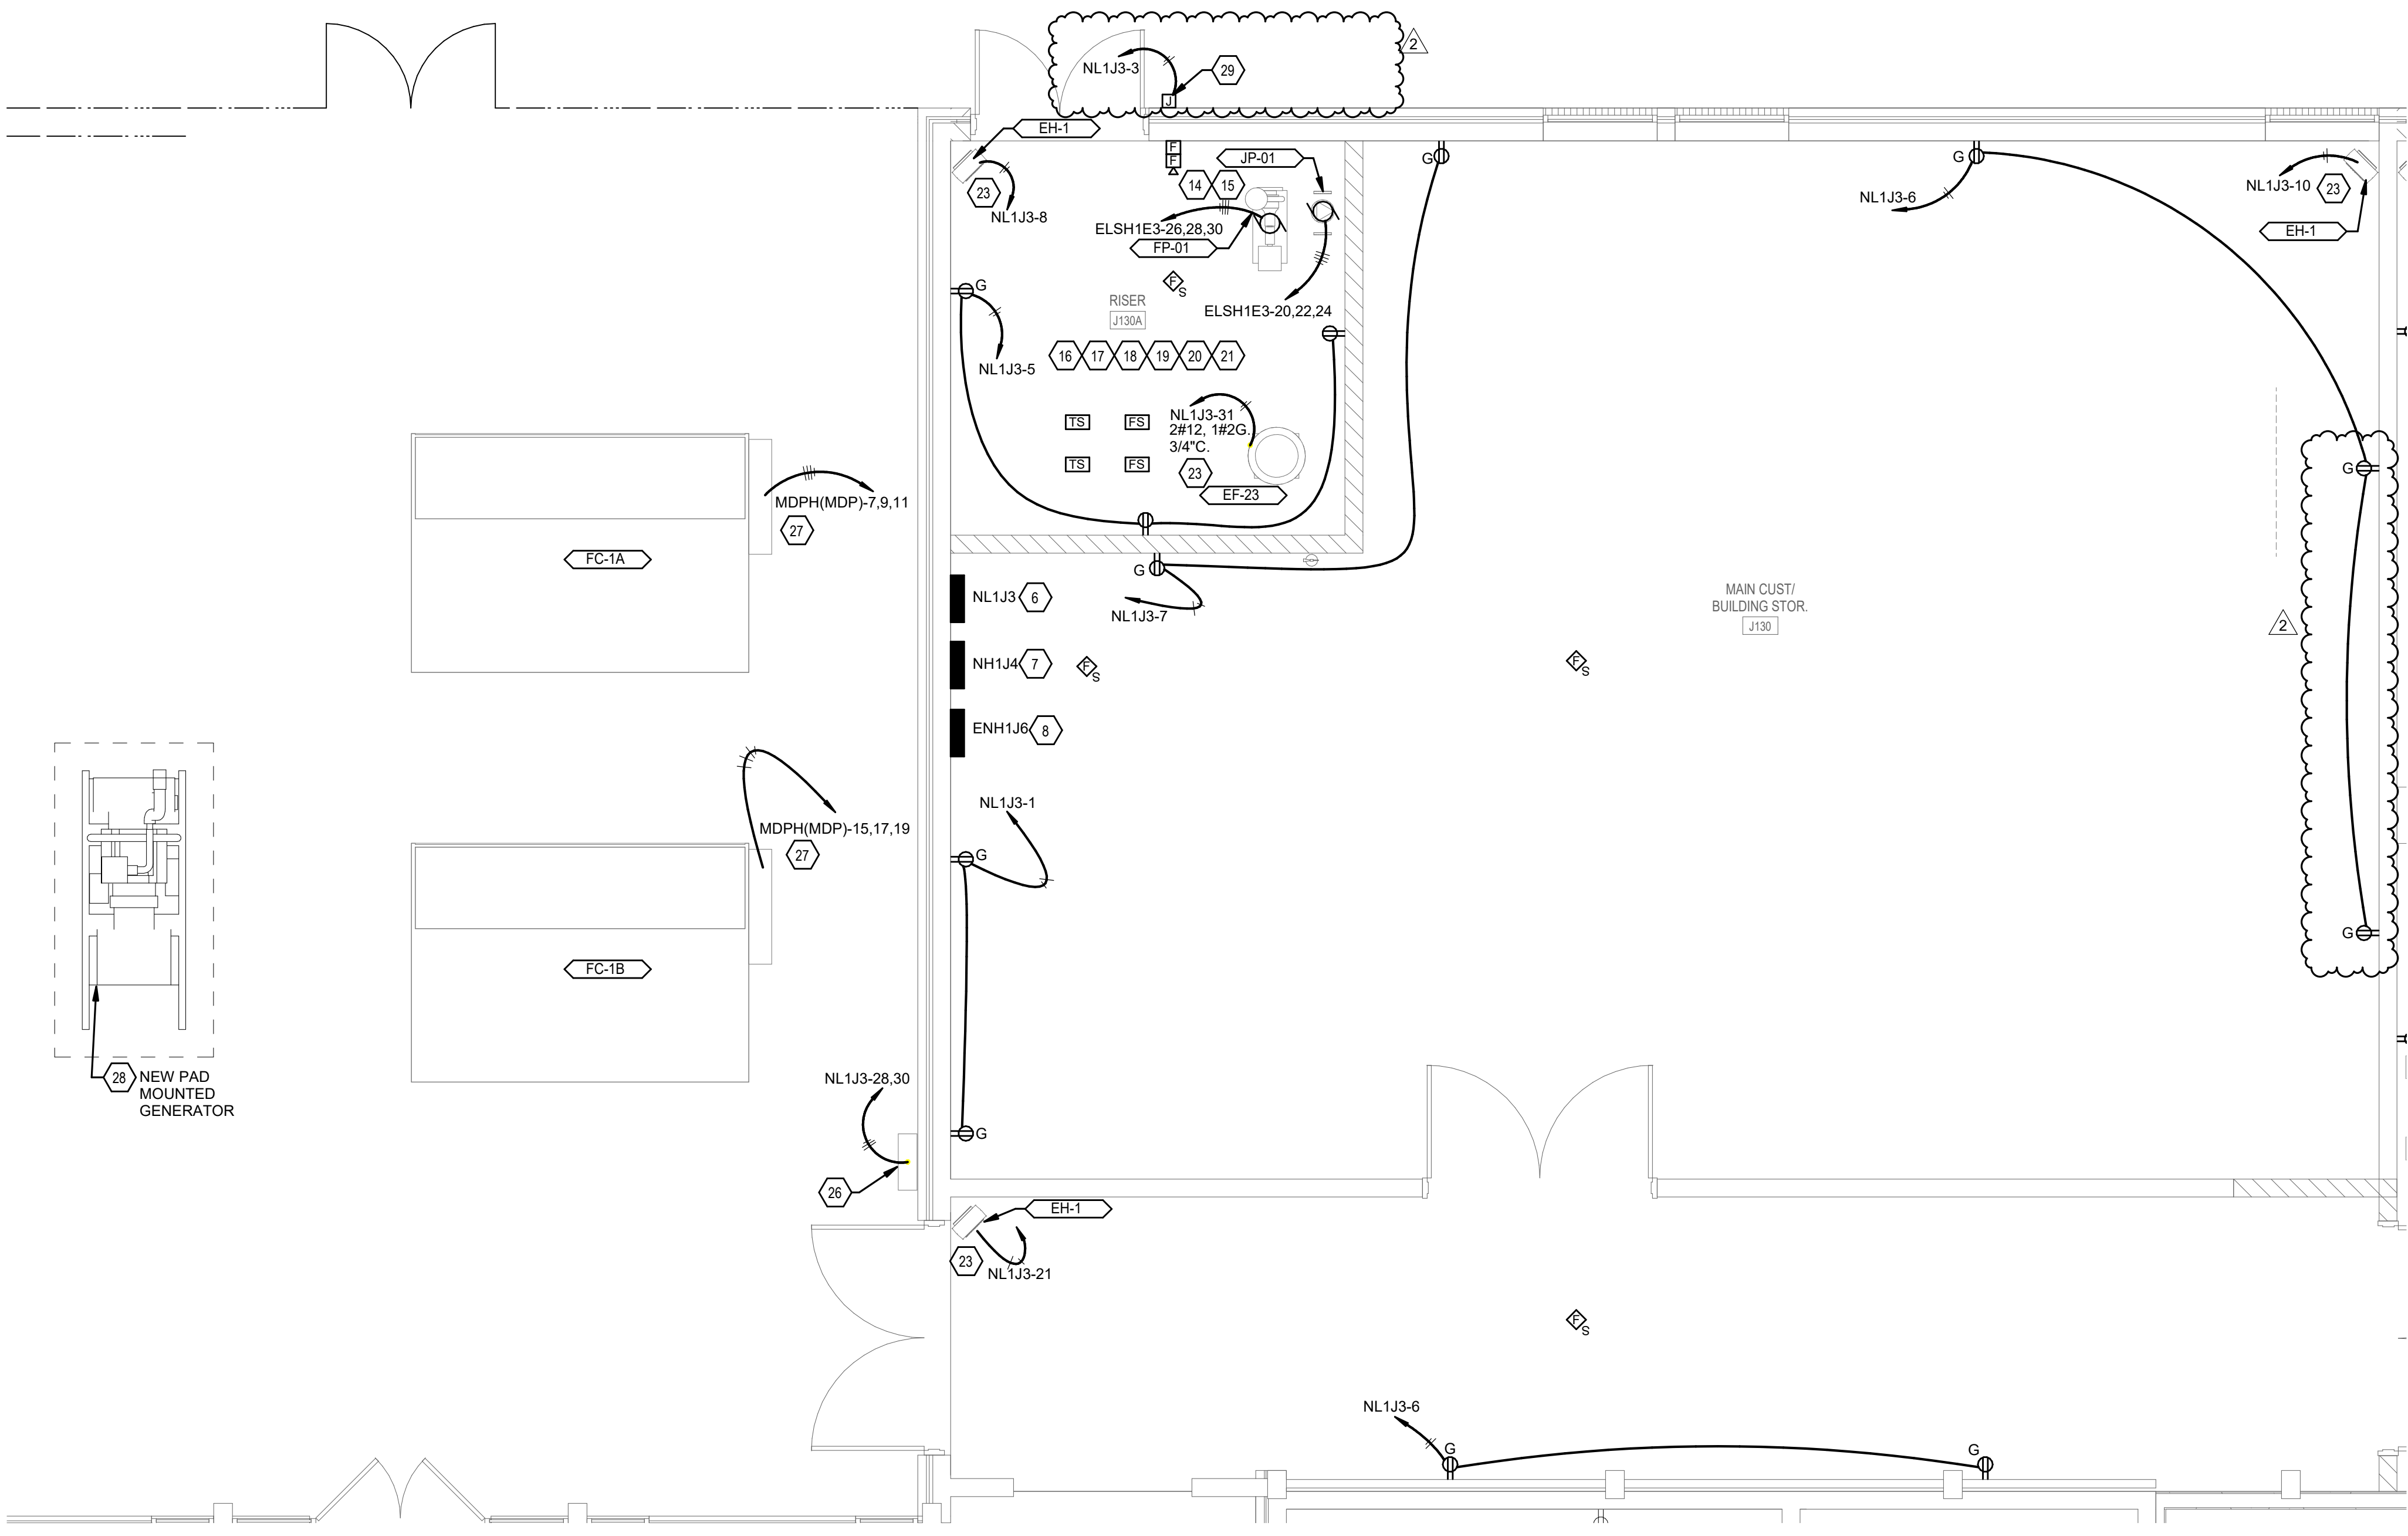 2
NL1J3-3
29
J
EH-1
F
F
JP-01
G
G
23
14
15
NL1J3-10
23
NL1J3-8
NL1J3-6
ELSH1E3-26,28,30
FP-01
EH-1
F
S
G
RISER
J130A
ELSH1E3-20,22,24
16
17
18
19
20
21
NL1J3-5
NL1J3-31
2#12, 1#2G.
3/4"C.
TS
FS
TS
FS
23
EF-23
G
MDPH(MDP)-7,9,11
27
FC-1A
G
NL1J3
6
NL1J3-7
MAIN CUST/
BUILDING STOR.
J130
2
NH1J4
7
F
S
F
S
ENH1J6
8
NL1J3-1
MDPH(MDP)-15,17,19
27
G
G
FC-1B
28
NEW PAD
MOUNTED
GENERATOR
NL1J3-28,30
G
26
EH-1
23
NL1J3-21
F
S
NL1J3-6
G
G